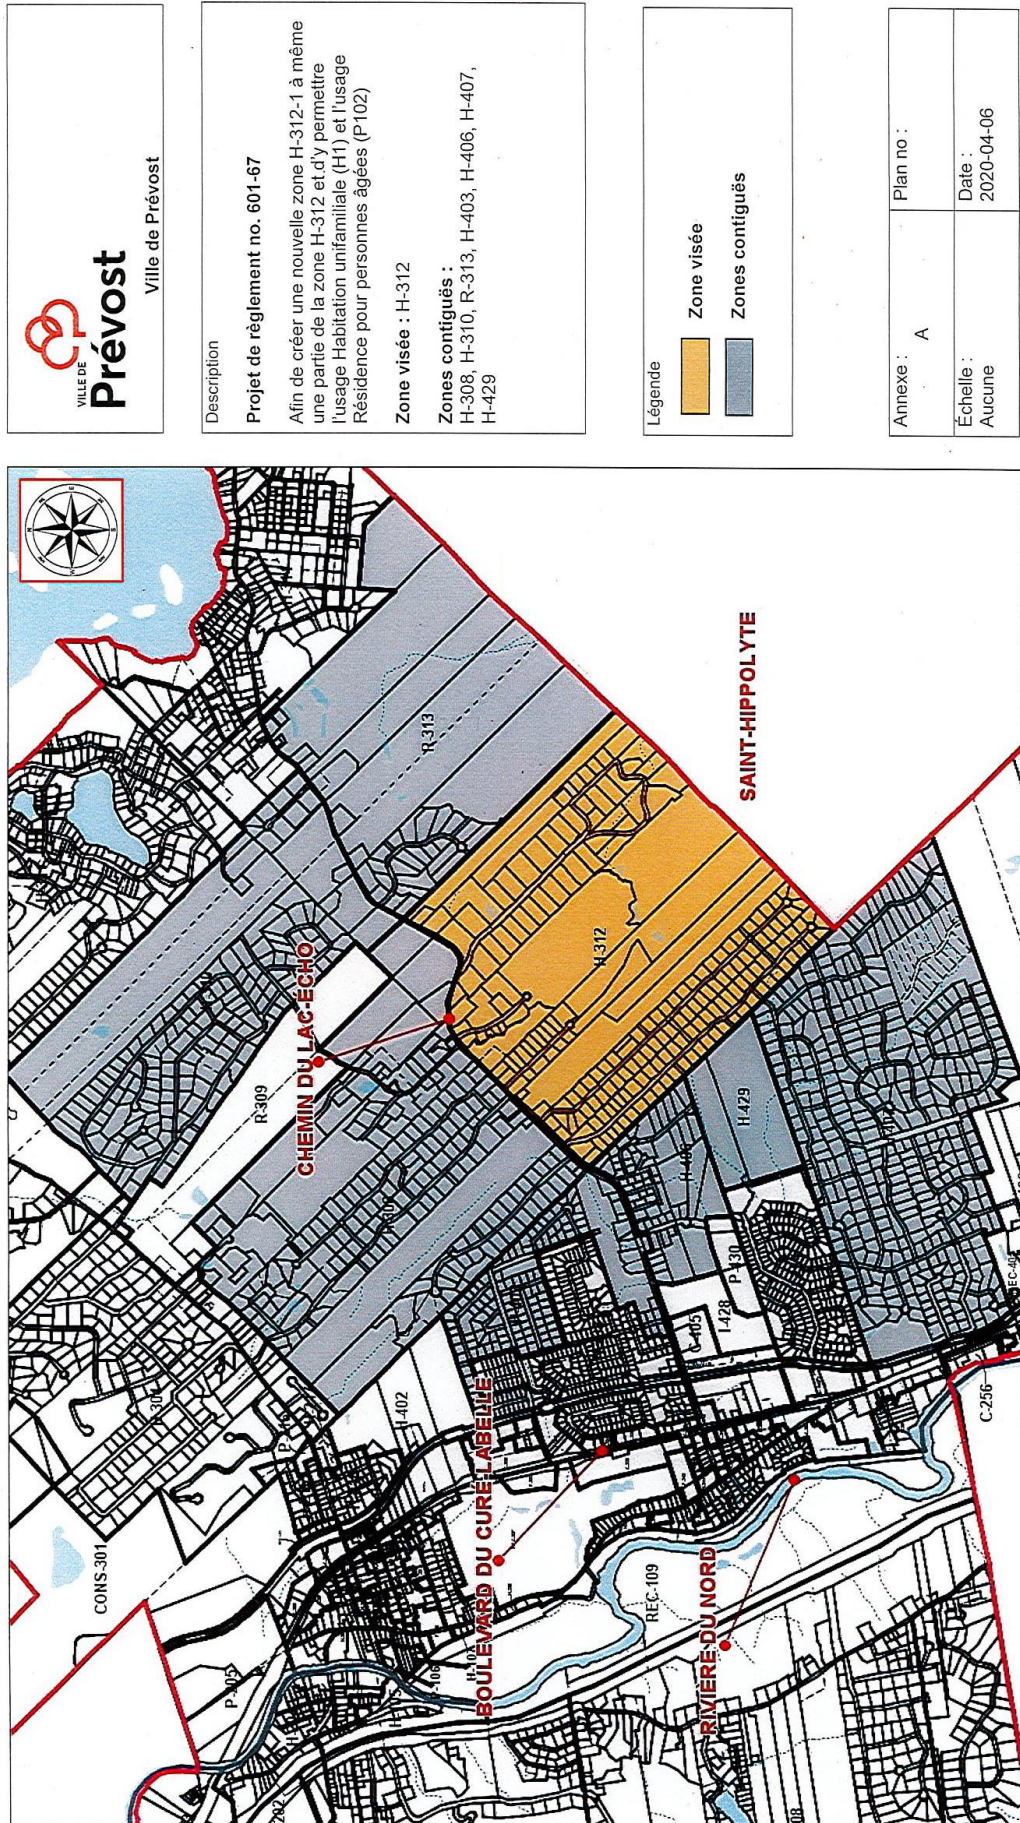 VILLE DE
Prévost
Ville de Prévost
Description
Projet de règlement no. 601-67
Afin de créer une nouvelle zone H-312-1 à même
une partie de la zone H-312 et d'y permettre
l'usage Habitation unifamiliale (H1) et l'usage
Résidence pour personnes âgées (P102)
Zone visée : H-312
Zones contiguës :
H-308, H-310, R-313, H-403, H-406, H-407,
H-429
Légende
Zone visée
Zones contiguës
Annexe :
A
Plan no :
Échelle :
Aucune
Date :
2020-04-06
CHEMIN DU LAC-ÉCHO
SAINT-HIPPOLYTE
BOULEVARD DU CURÉ-LABELLE
RIVIÈRE DU NORD
R-313
H-312
R-309
H-429
P-430
I-428
C-405
C-256
REC-109
CONS-301